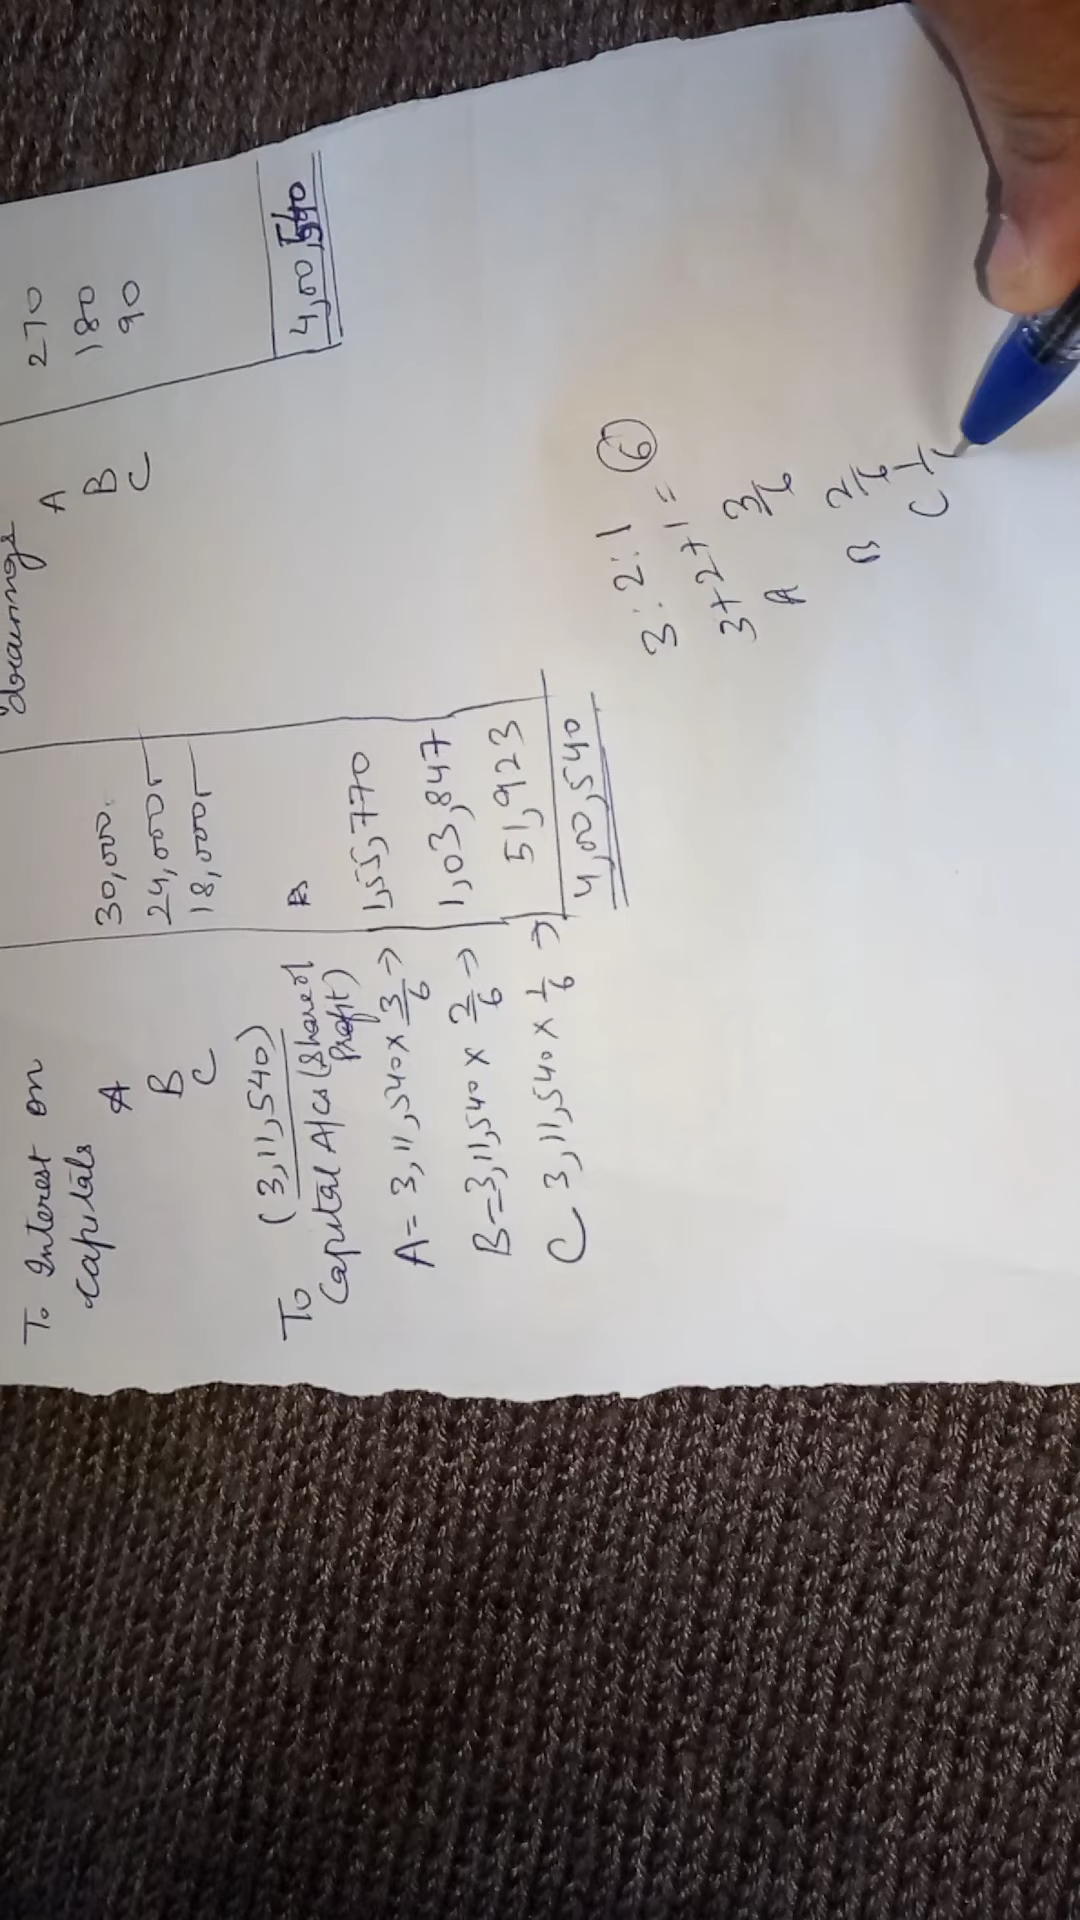 To Interest on
capitals
A 30,000
B 24,000
C 18,000
(3,11,540)
To
Capital A/cs (Share of
Profit)
A = 3,11,540 x 3/6 → 1,55,770
B = 3,11,540 x 2/6 → 1,03,847
C 3,11,540 x 1/6 → 51,923
4,00,540
drawings
A 270
B 180
C 90
4,00,540
3:2:1
3+2+1 = 6
A 3/6
B 2/6
C